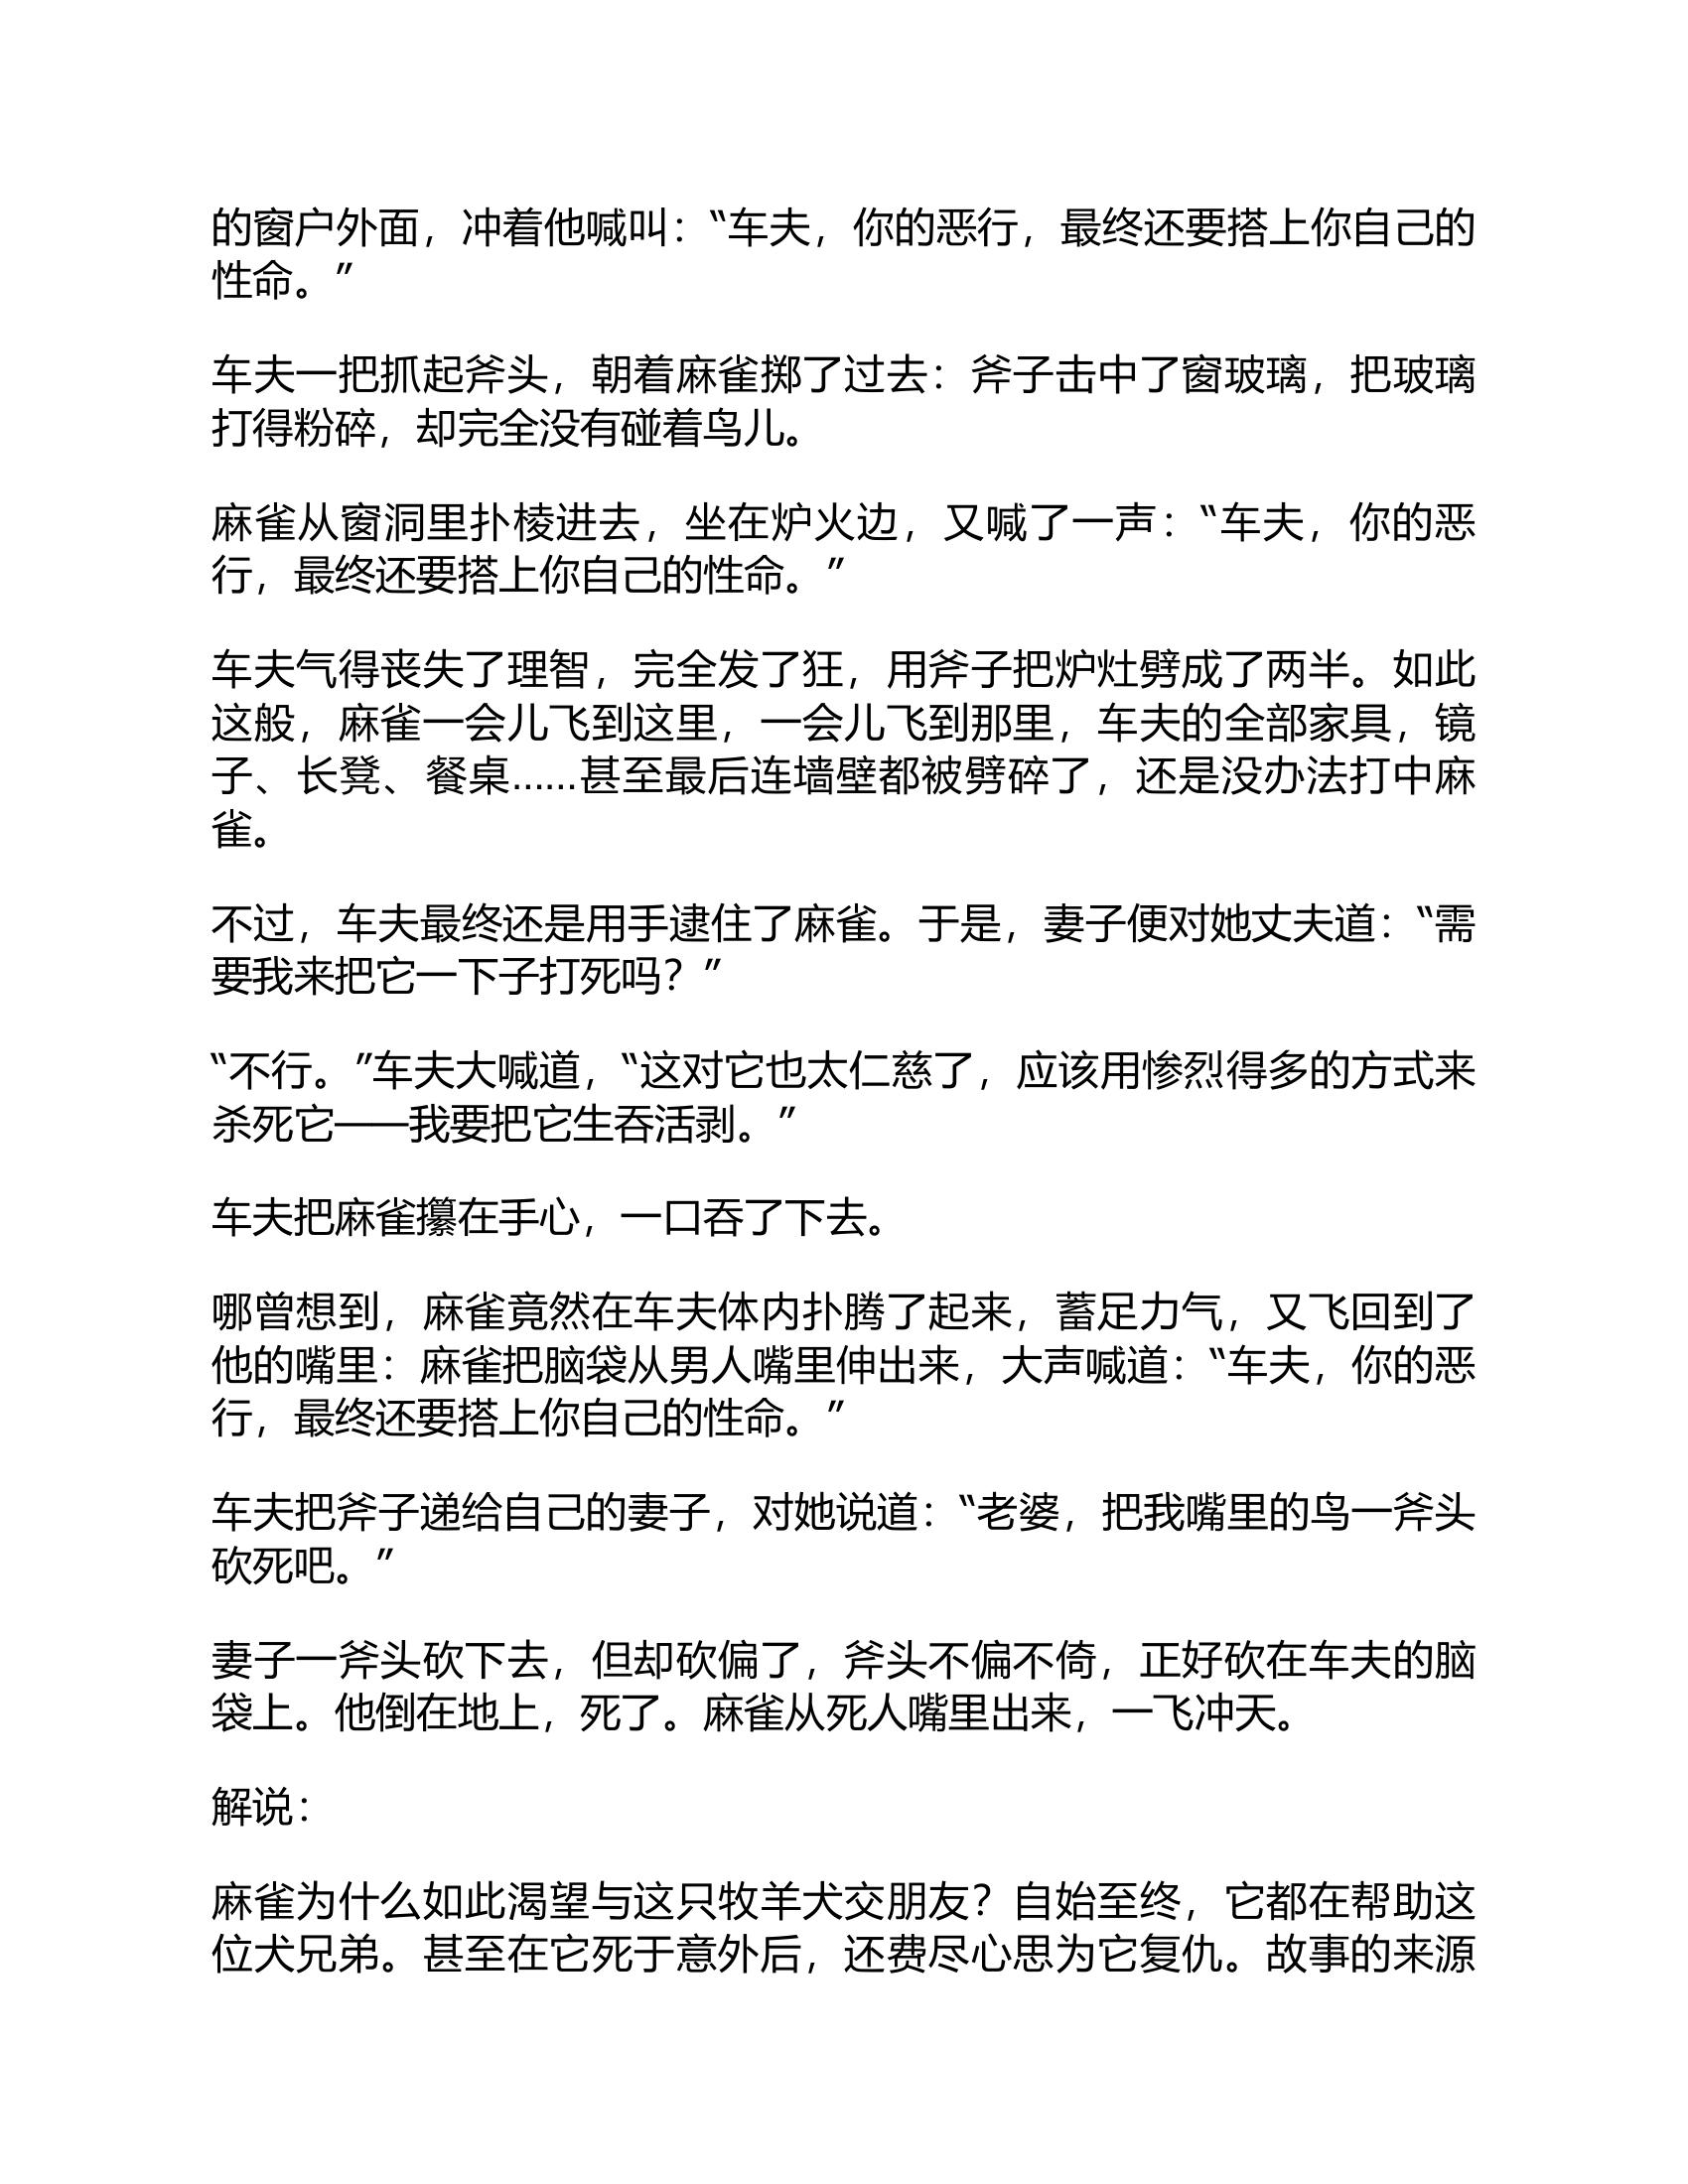 的窗户外面，冲着他喊叫：“车夫，你的恶行，最终还要搭上你自己的
性命。”
车夫一把抓起斧头，朝着麻雀掷了过去：斧子击中了窗玻璃，把玻璃
打得粉碎，却完全没有碰着鸟儿。
麻雀从窗洞里扑棱进去，坐在炉火边，又喊了一声：“车夫，你的恶
行，最终还要搭上你自己的性命。”
车夫气得丧失了理智，完全发了狂，用斧子把炉灶劈成了两半。如此
这般，麻雀一会儿飞到这里，一会儿飞到那里，车夫的全部家具，镜
子、长凳、餐桌……甚至最后连墙壁都被劈碎了，还是没办法打中麻
雀。
不过，车夫最终还是用手逮住了麻雀。于是，妻子便对她丈夫道：“需
要我来把它一下子打死吗？”
“不行。”车夫大喊道，“这对它也太仁慈了，应该用惨烈得多的方式来
杀死它——我要把它生吞活剥。”
车夫把麻雀攥在手心，一口吞了下去。
哪曾想到，麻雀竟然在车夫体内扑腾了起来，蓄足力气，又飞回到了
他的嘴里：麻雀把脑袋从男人嘴里伸出来，大声喊道：“车夫，你的恶
行，最终还要搭上你自己的性命。”
车夫把斧子递给自己的妻子，对她说道：“老婆，把我嘴里的鸟一斧头
砍死吧。”
妻子一斧头砍下去，但却砍偏了，斧头不偏不倚，正好砍在车夫的脑
袋上。他倒在地上，死了。麻雀从死人嘴里出来，一飞冲天。
解说：
麻雀为什么如此渴望与这只牧羊犬交朋友？自始至终，它都在帮助这
位犬兄弟。甚至在它死于意外后，还费尽心思为它复仇。故事的来源